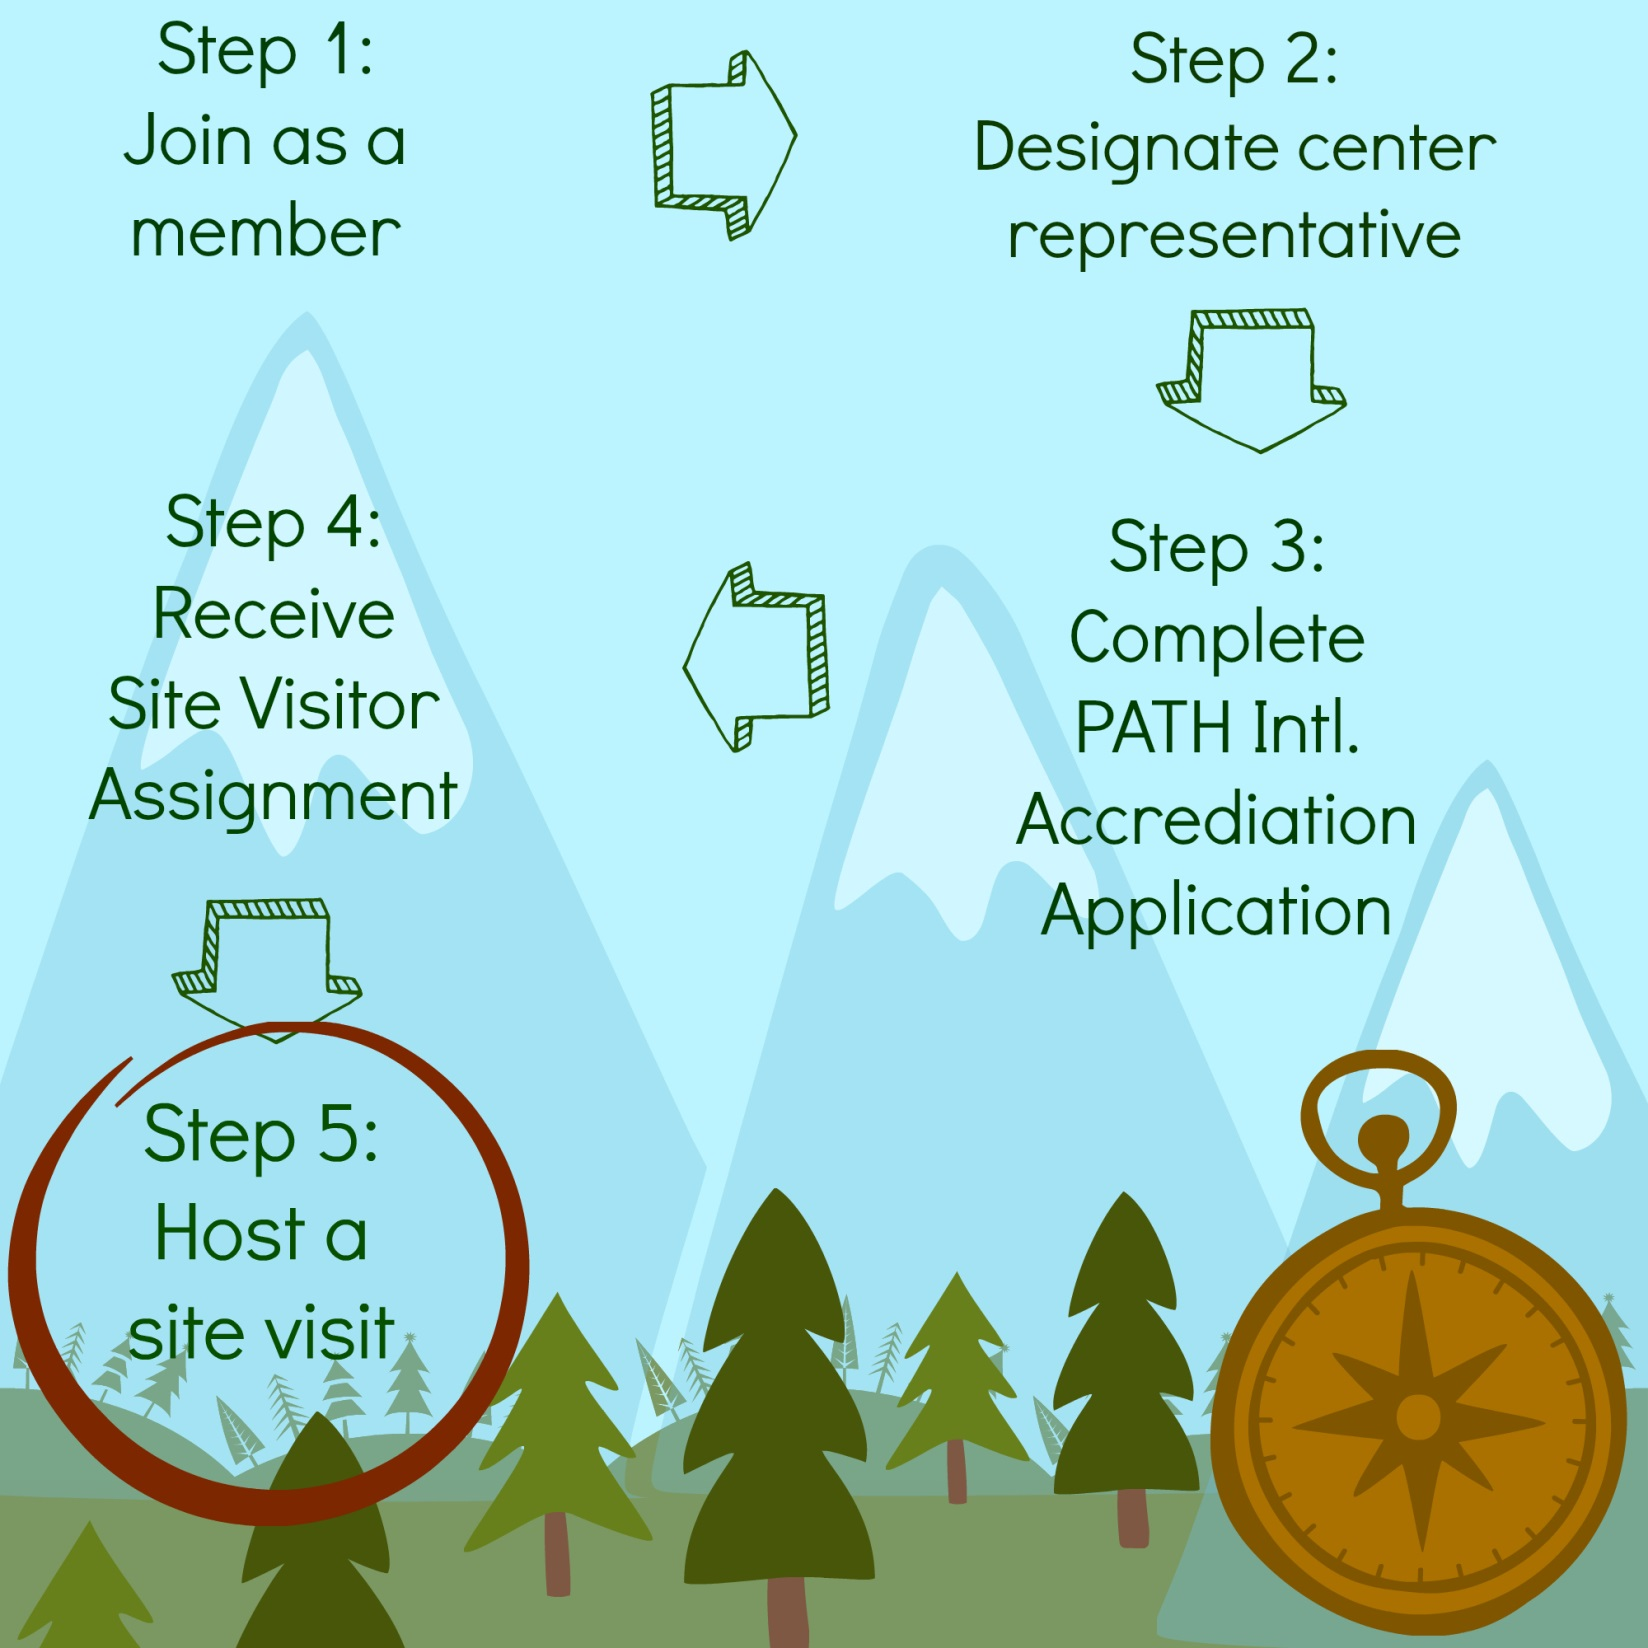 Step 1:
Join as a
member
Step 2:
Designate center
representative
Step 3:
Complete
PATH Intl.
Accrediation
Application
Step 4:
Receive
Site Visitor
Assignment
Step 5:
Host a
site visit